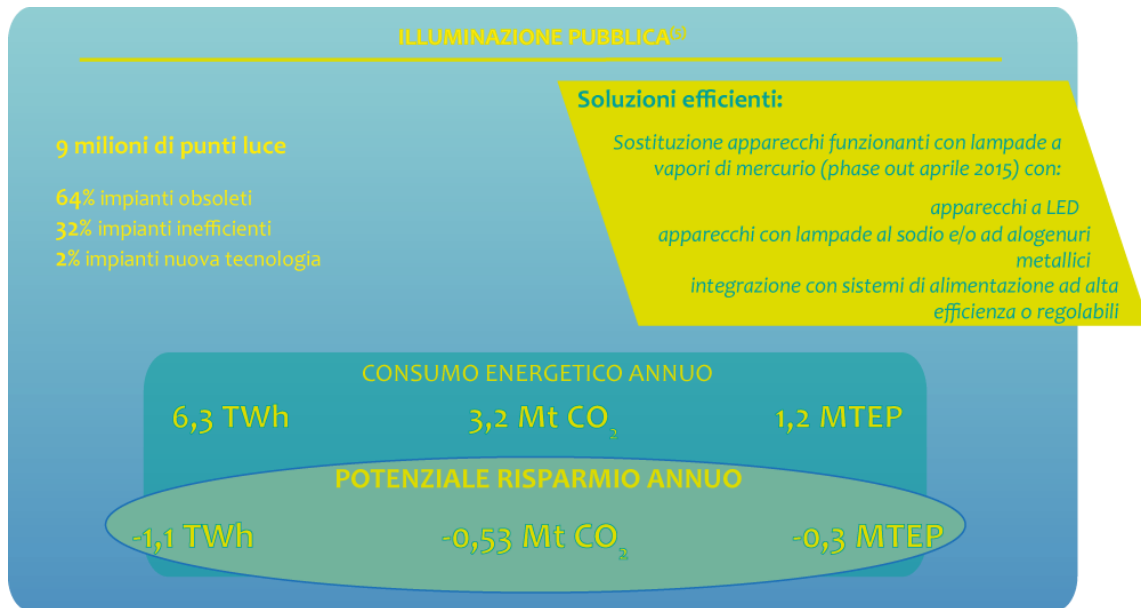 ILLUMINAZIONE PUBBLICA(5)
9 milioni di punti luce
64% impianti obsoleti
32% impianti inefficienti
2% impianti nuova tecnologia
Soluzioni efficienti:
Sostituzione apparecchi funzionanti con lampade a
vapori di mercurio (phase out aprile 2015) con:
apparecchi a LED
apparecchi con lampade al sodio e/o ad alogenuri
metallici
integrazione con sistemi di alimentazione ad alta
efficienza o regolabili
CONSUMO ENERGETICO ANNUO
6,3 TWh 3,2 Mt CO2 1,2 MTEP
POTENZIALE RISPARMIO ANNUO
-1,1 TWh -0,53 Mt CO2 -0,3 MTEP